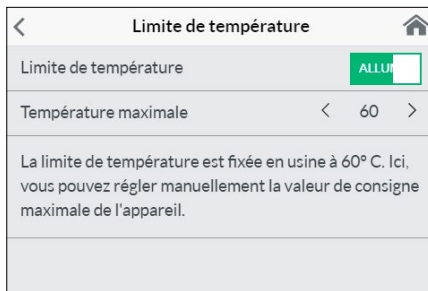 Limite de température
Limite de température
Température maximale
60
La limite de température est fixée en usine à 60° C. Ici,
vous pouvez régler manuellement la valeur de consigne
maximale de l'appareil.